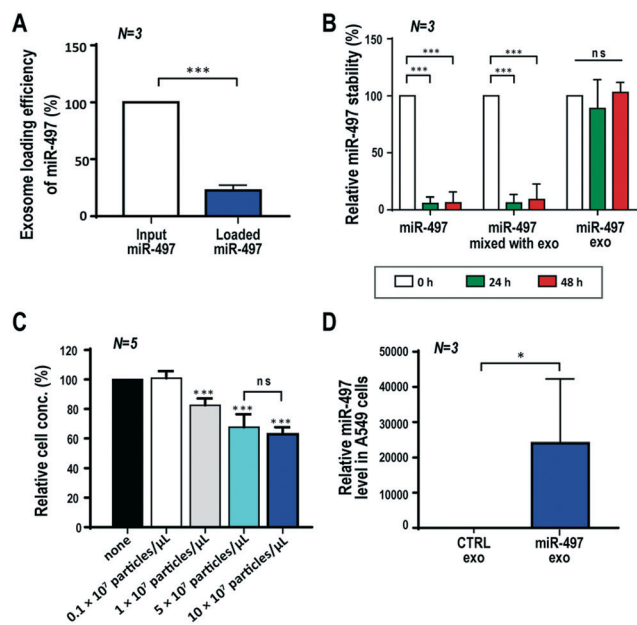 A
N=3
Exosome loading efficiency
of miR-497 (%)
150
100
50
0
***
Input
miR-497
Loaded
miR-497
B
N=3
Relative miR-497 stability (%)
150
100
50
0
***
***
***
***
ns
miR-497
miR-497
mixed with exo
miR-497
exo
0 h
24 h
48 h
C
N=5
Relative cell conc. (%)
120
100
80
60
40
20
0
***
***
ns
***
none
0.1 × 10⁷ particles/μL
1 × 10⁷ particles/μL
5 × 10⁷ particles/μL
10 × 10⁷ particles/μL
D
N=3
Relative miR-497
level in A549 cells
50000
40000
30000
20000
10000
0
*
CTRL
exo
miR-497
exo